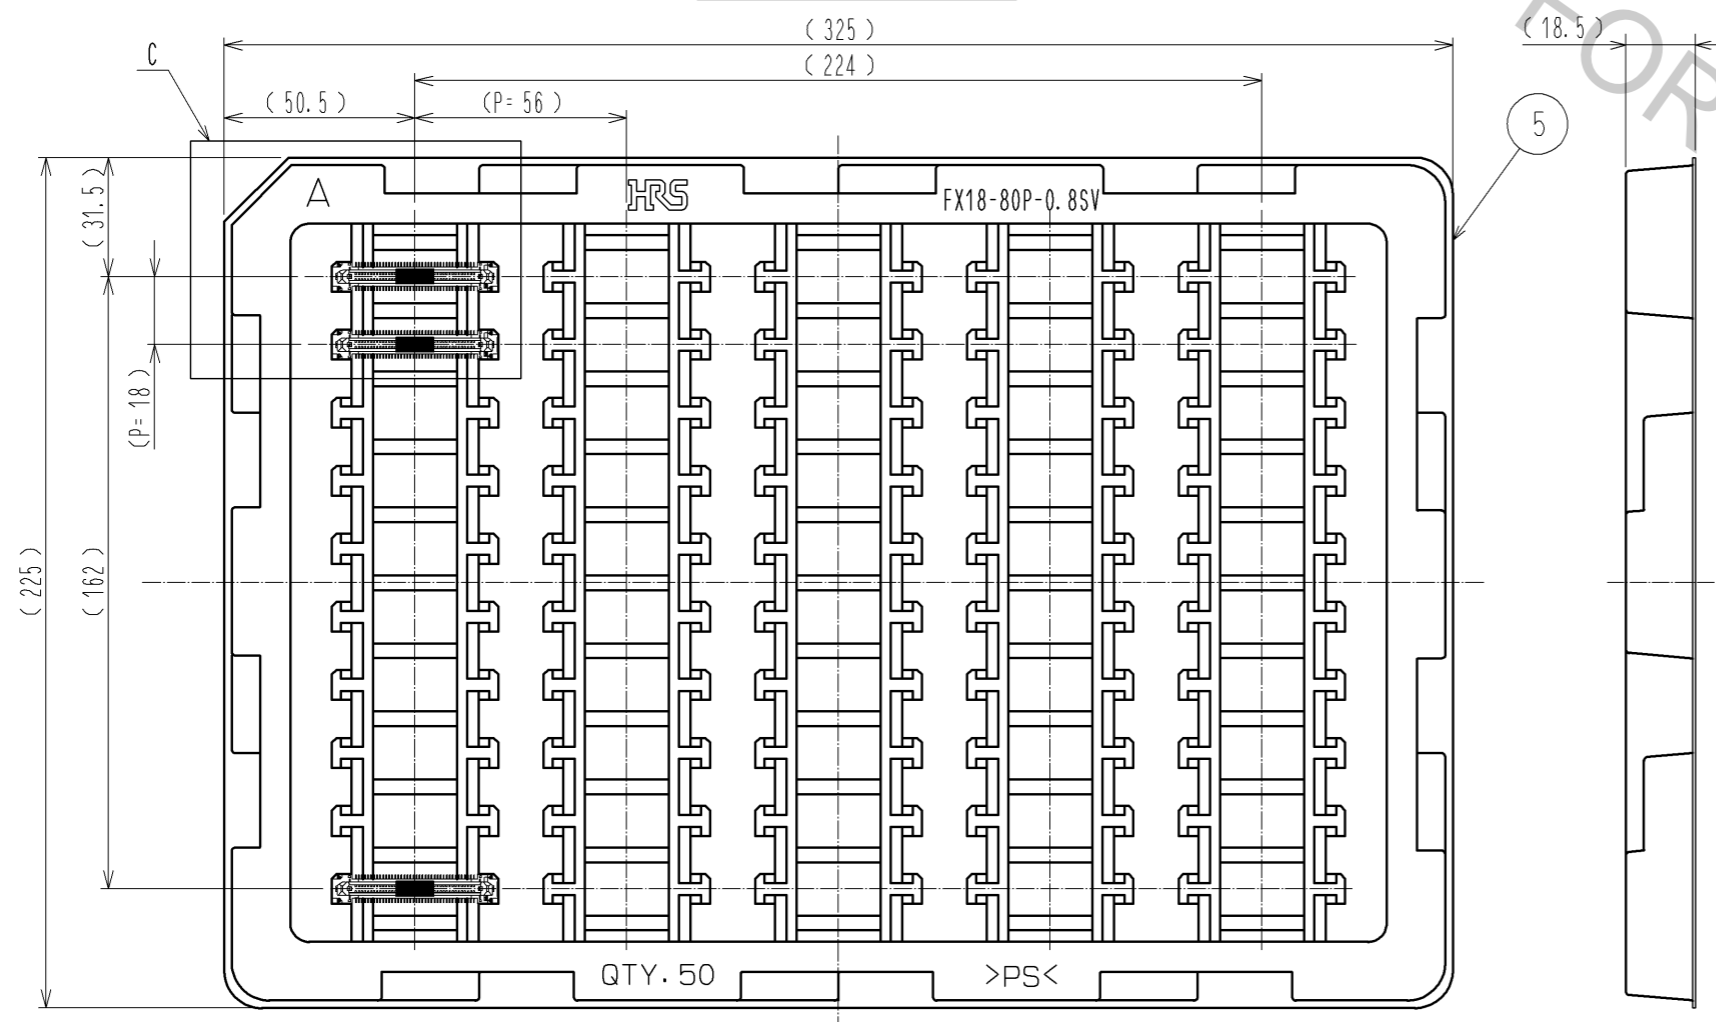 FOR
( 325 )
( 18.5 )
C
( 224 )
( 50.5 )
(P= 56 )
5
A
HRS
FX18-80P-0.8SV
( 31.5 )
(P= 18 )
( 225 )
( 162 )
QTY.50
>PS<